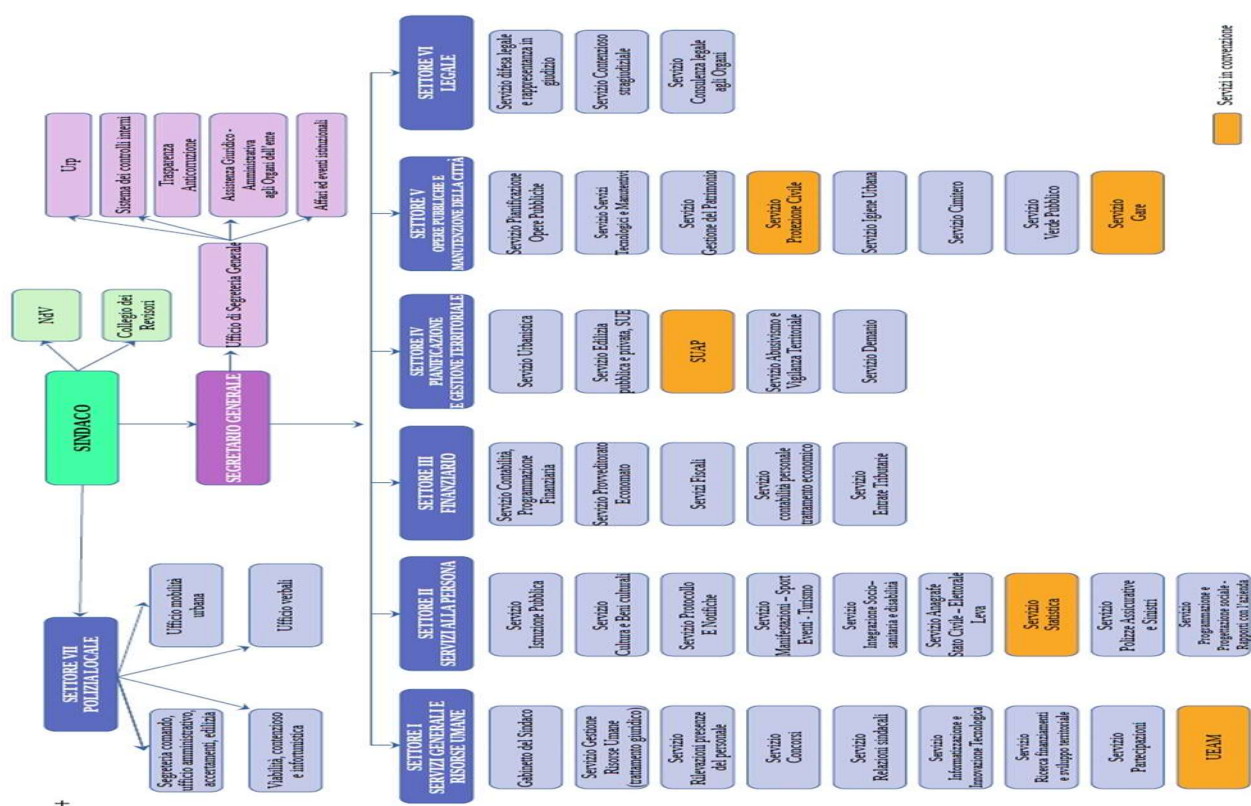 +
SETTORE VII
POLIZIA LOCALE
SINDACO
NdV
Collegio dei
Revisori
Segreteria comando,
ufficio amministrativo,
accertamenti, edilizia
Ufficio mobilità
urbana
Viabilità, contenzioso
e infortunistica
Ufficio verbali
SEGRETARIO GENERALE
Ufficio di Segreteria Generale
Urp
Sistema dei controlli interni
Trasparenza
Anticorruzione
Assistenza Giuridico -
Amministrativa
agli Organi dell'ente
Affari ed eventi istituzionali
SETTORE I
SERVIZI GENERALI E
RISORSE UMANE
Gabinetto del Sindaco
Servizio Gestione
Risorse Umane
(trattamento giuridico)
Servizio
Rilevazioni presenze
del personale
Servizio
Concorsi
Servizio
Relazioni sindacali
Servizio
Informatizzazione e
Innovazione Tecnologica
Servizio
Ricerca finanziamenti
e sviluppo territoriale
Servizio
Partecipazioni
UEAM
SETTORE II
SERVIZI ALLA PERSONA
Servizio
Istruzione Pubblica
Servizio
Cultura e Beni culturali
Servizio Protocollo
E Notifiche
Servizio
Manifestazioni – Sport
Eventi - Turismo
Servizio
Integrazione Socio–
sanitaria e disabilità
Servizio Anagrafe
Stato Civile – Elettorale
Leva
Servizio
Statistica
Servizio
Polizze Assicurative
e Sinistri
Servizio
Programmazione e
Progettazione sociale -
Rapporti con l'azienda
SETTORE III
FINANZIARIO
Servizio Contabilità,
Programmazione
Finanziaria
Servizio Provveditorato
Economato
Servizi Fiscali
Servizio
contabilità personale
trattamento economico
Servizio
Entrate Tributarie
SETTORE IV
PIANIFICAZIONE
E GESTIONE TERRITORIALE
Servizio Urbanistica
Servizio Edilizia
pubblica e privata, SUE
SUAP
Servizio Abusivismo e
Vigilanza Territoriale
Servizio Demanio
SETTORE V
OPERE PUBBLICHE E
MANUTENZIONE DELLA CITTÀ
Servizio Pianificazione
Opere Pubbliche
Servizio Servizi
Tecnologici e Manutentivi
Servizio
Gestione del Patrimonio
Servizio
Protezione Civile
Servizio Igiene Urbana
Servizio Cimitero
Servizio
Verde Pubblico
Servizio
Gare
SETTORE VI
LEGALE
Servizio difesa legale
e rappresentanza in
giudizio
Servizio Contenzioso
stragiudiziale
Servizio
Consulenza legale
agli Organi
Servizi in convenzione